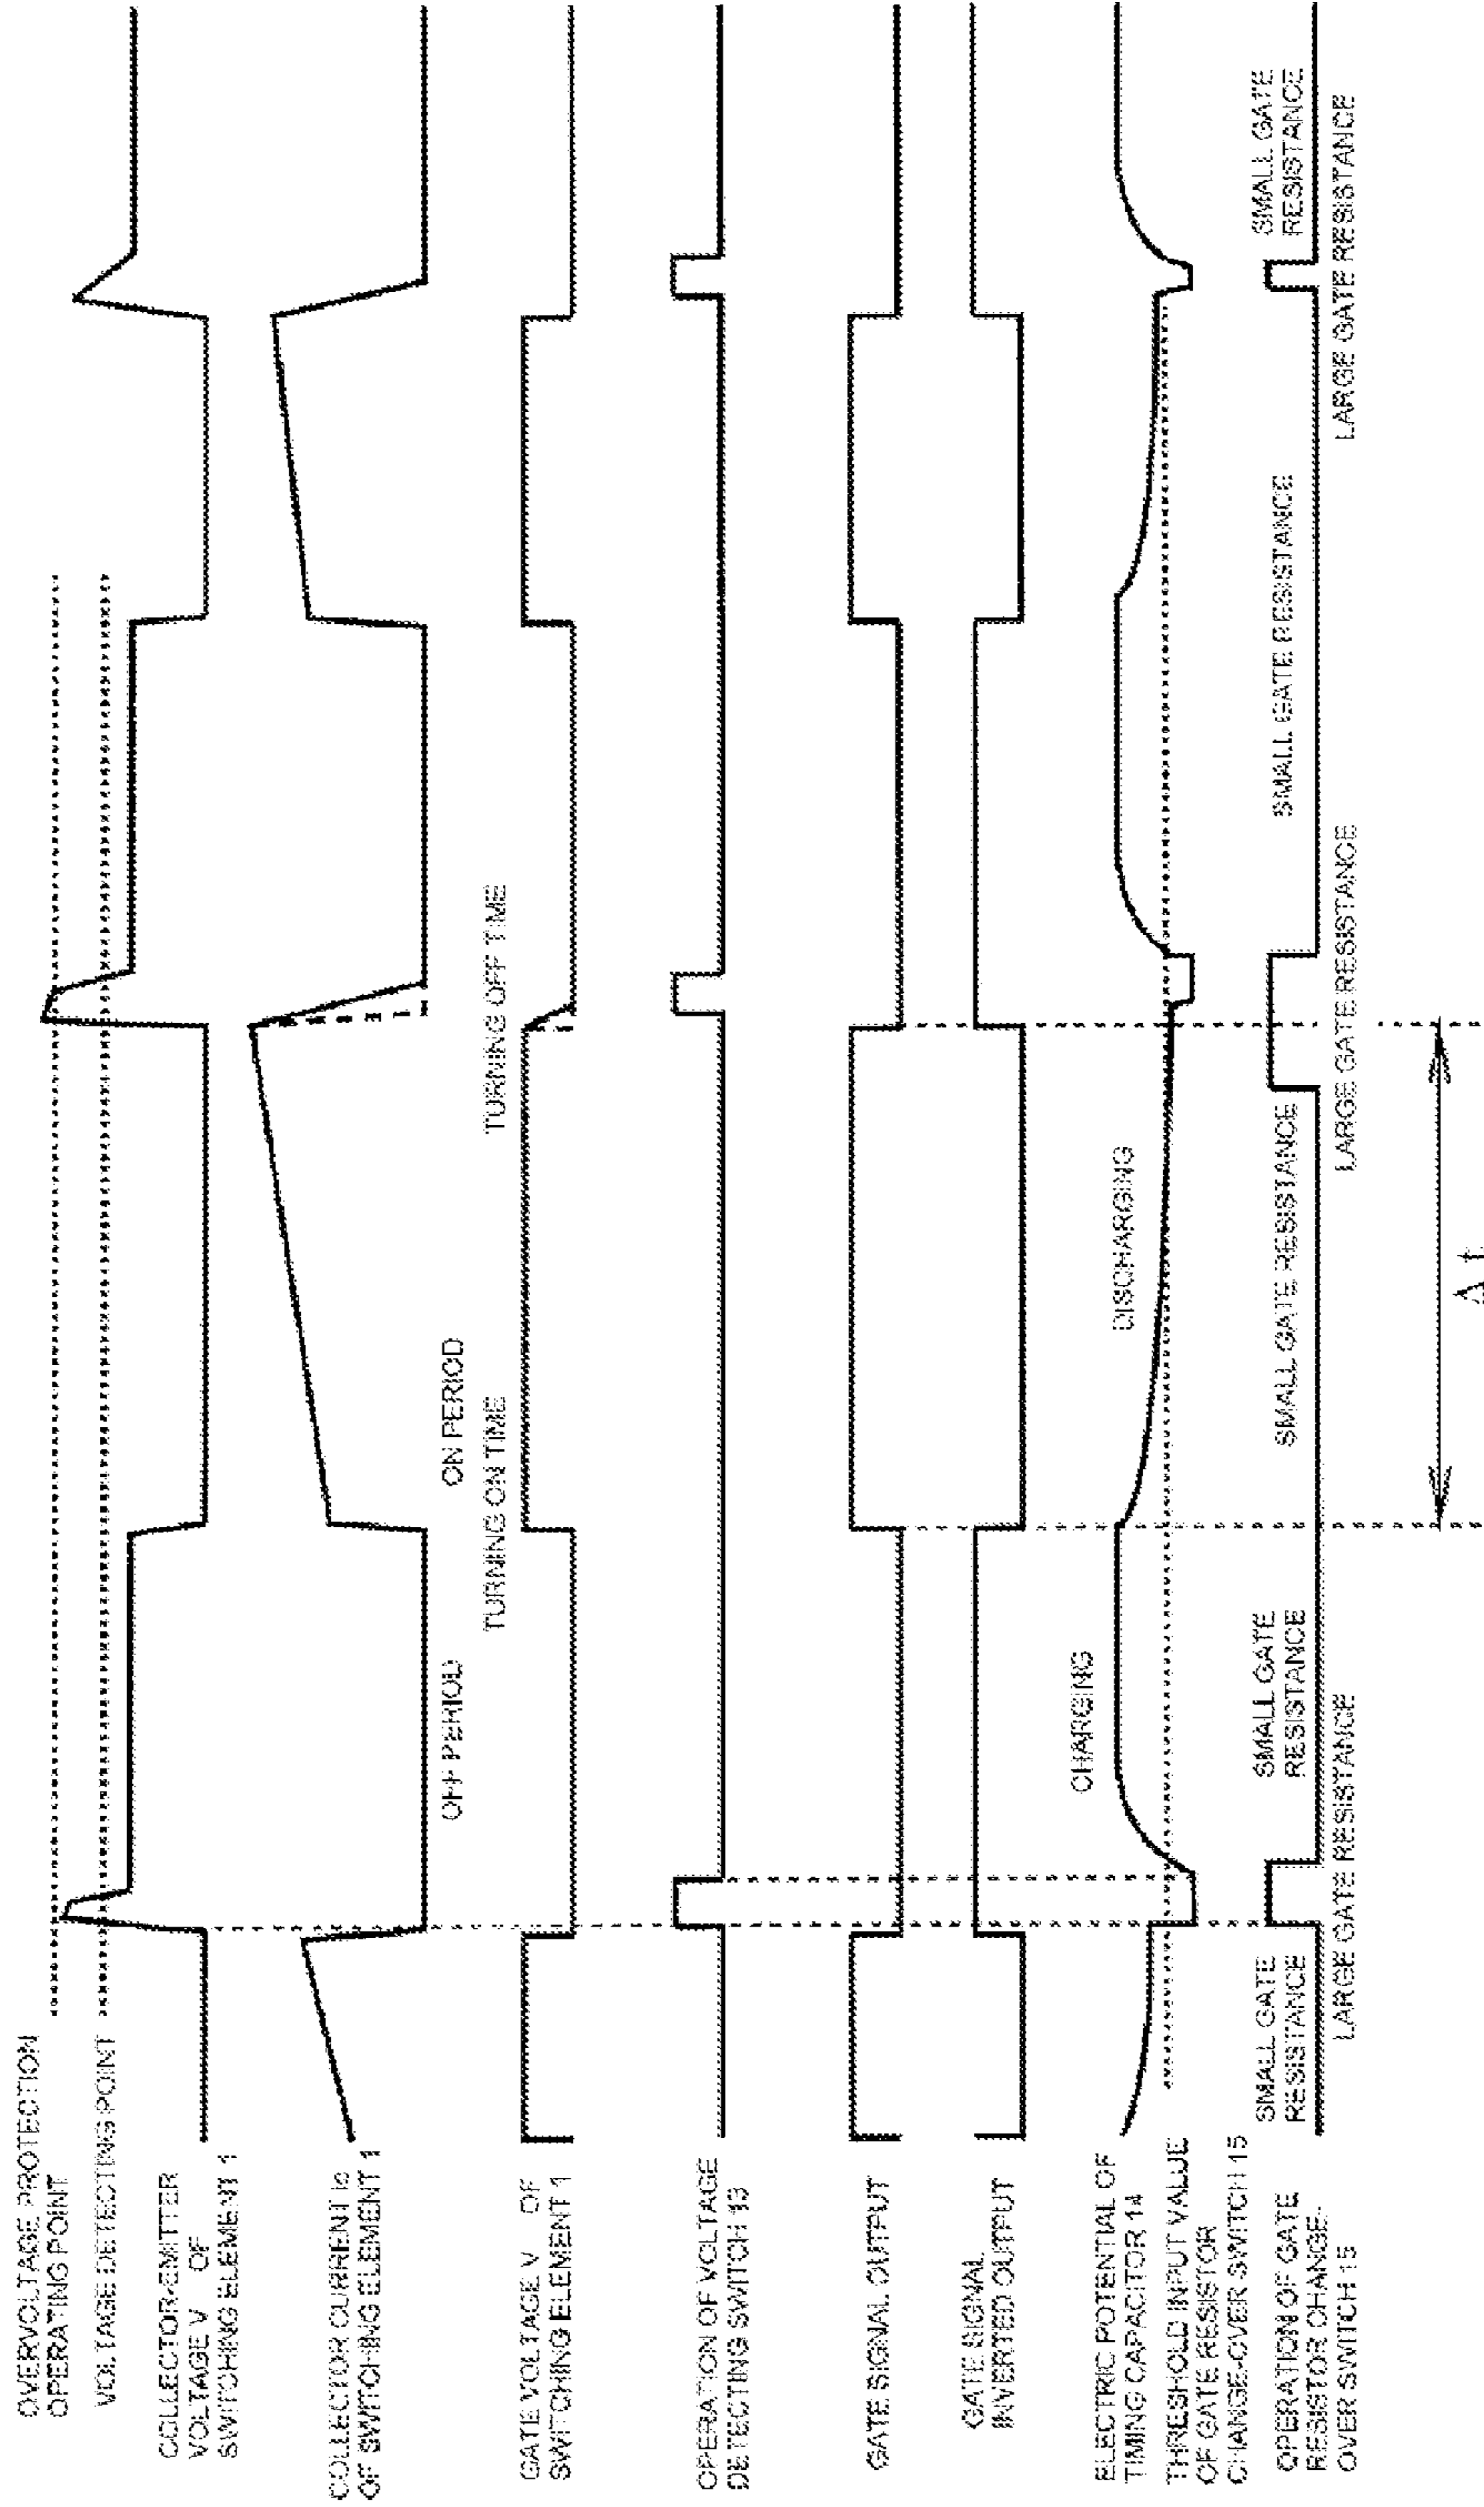 OVERVOLTAGE PROTECTION
OPERATING POINT
VOLTAGE DETECTING POINT
COLLECTOR-EMITTER
VOLTAGE V OF
SWITCHING ELEMENT 1
COLLECTOR CURRENT Ic
OF SWITCHING ELEMENT 1
OFF PERIOD
ON PERIOD
TURNING ON TIME
TURNING OFF TIME
GATE VOLTAGE V OF
SWITCHING ELEMENT 1
OPERATION OF VOLTAGE
DETECTING SWITCH 13
GATE SIGNAL OUTPUT
GATE SIGNAL
INVERTED OUTPUT
CHARGING
DISCHARGING
ELECTRIC POTENTIAL OF
TIMING CAPACITOR 14
THRESHOLD INPUT VALUE
OF GATE RESISTOR
CHANGE-OVER SWITCH 15
SMALL GATE
RESISTANCE
SMALL GATE
RESISTANCE
SMALL GATE RESISTANCE
SMALL GATE RESISTANCE
SMALL GATE
RESISTANCE
OPERATION OF GATE
RESISTOR CHANGE-
OVER SWITCH 15
LARGE GATE RESISTANCE
LARGE GATE RESISTANCE
LARGE GATE RESISTANCE
Δt